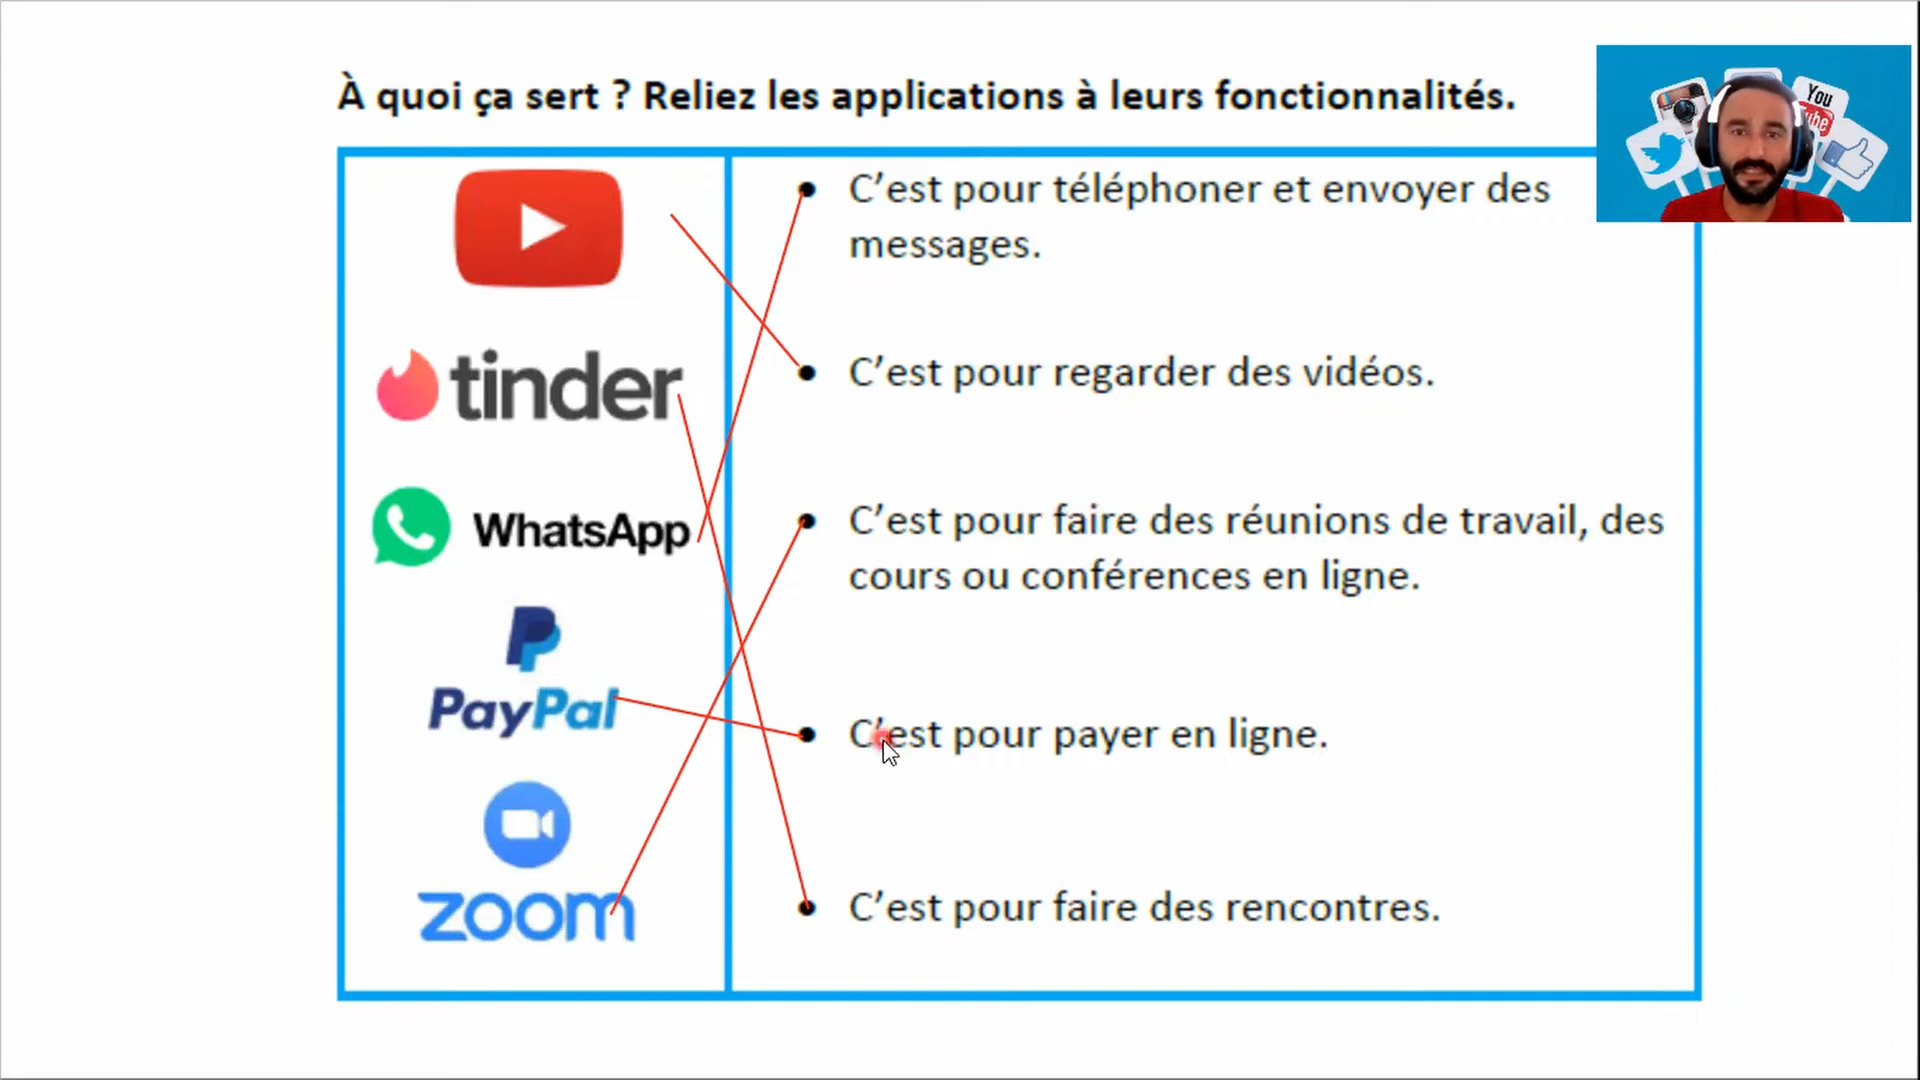 À quoi ça sert ? Reliez les applications à leurs fonctionnalités.
C’est pour téléphoner et envoyer des
messages.
tinder
C’est pour regarder des vidéos.
WhatsApp
C’est pour faire des réunions de travail, des
cours ou conférences en ligne.
PayPal
C’est pour payer en ligne.
zoom
C’est pour faire des rencontres.
You